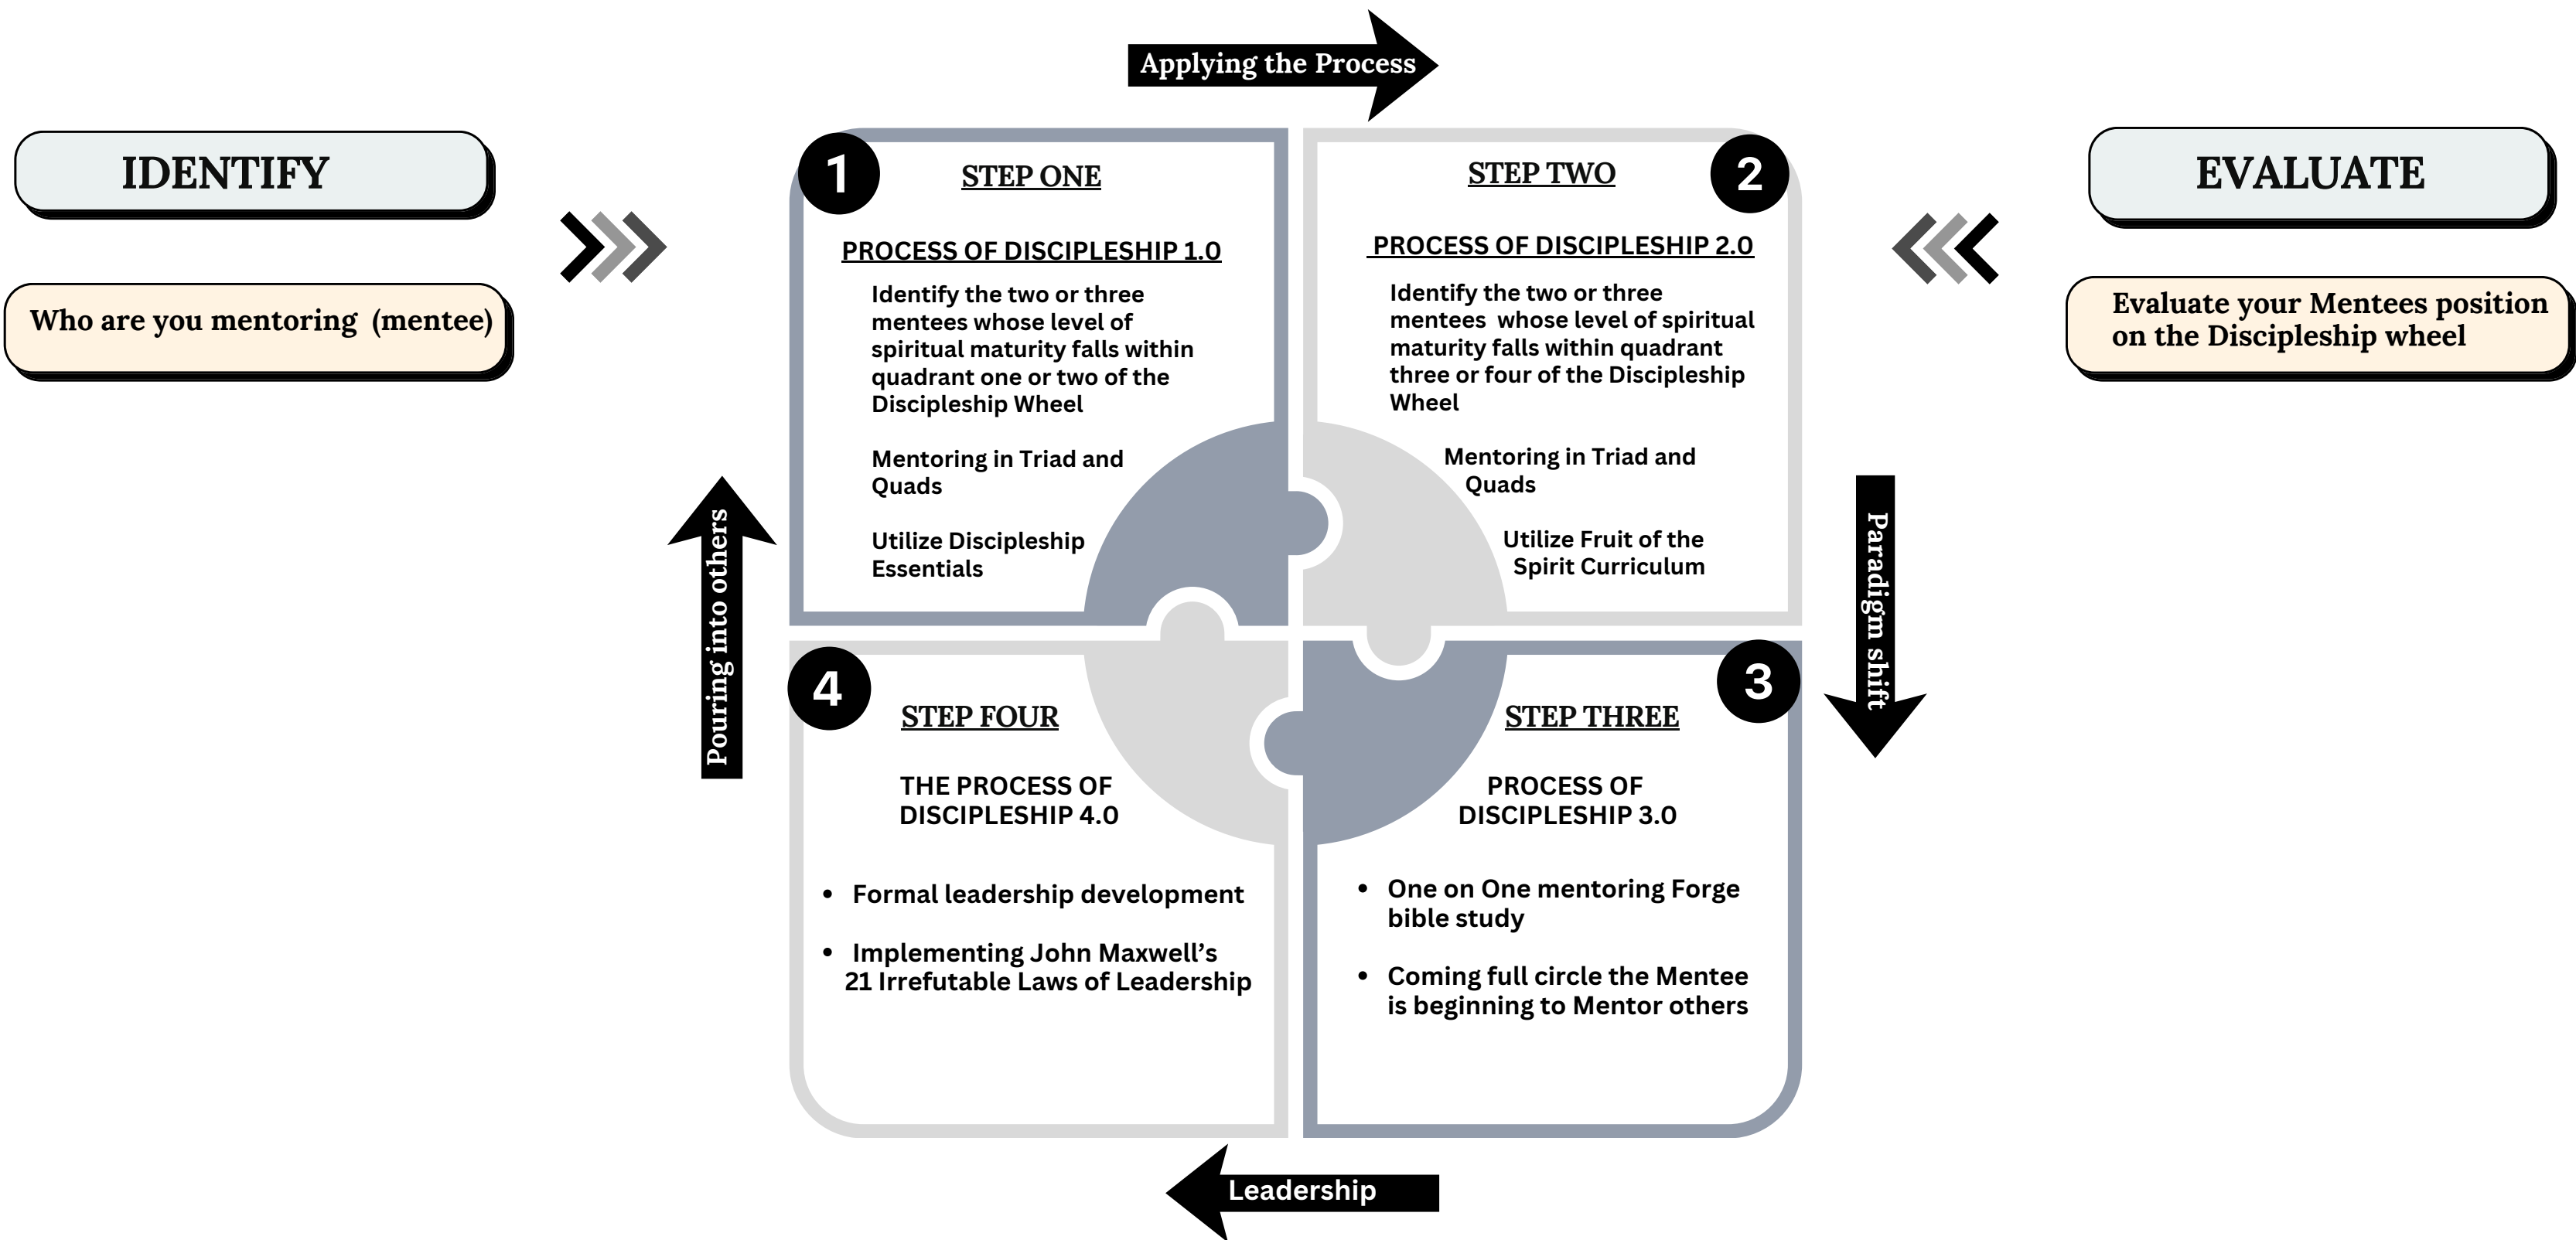 Applying the Process
IDENTIFY
Who are you mentoring (mentee)
EVALUATE
Evaluate your Mentees position
on the Discipleship wheel
1
STEP ONE
PROCESS OF DISCIPLESHIP 1.0
Identify the two or three
mentees whose level of
spiritual maturity falls within
quadrant one or two of the
Discipleship Wheel
Mentoring in Triad and
Quads
Utilize Discipleship
Essentials
2
STEP TWO
PROCESS OF DISCIPLESHIP 2.0
Identify the two or three
mentees whose level of spiritual
maturity falls within quadrant
three or four of the Discipleship
Wheel
Mentoring in Triad and
Quads
Utilize Fruit of the
Spirit Curriculum
Paradigm shift
3
STEP THREE
PROCESS OF
DISCIPLESHIP 3.0
• One on One mentoring Forge
bible study
• Coming full circle the Mentee
is beginning to Mentor others
Leadership
4
STEP FOUR
THE PROCESS OF
DISCIPLESHIP 4.0
• Formal leadership development
• Implementing John Maxwell’s
21 Irrefutable Laws of Leadership
Pouring into others